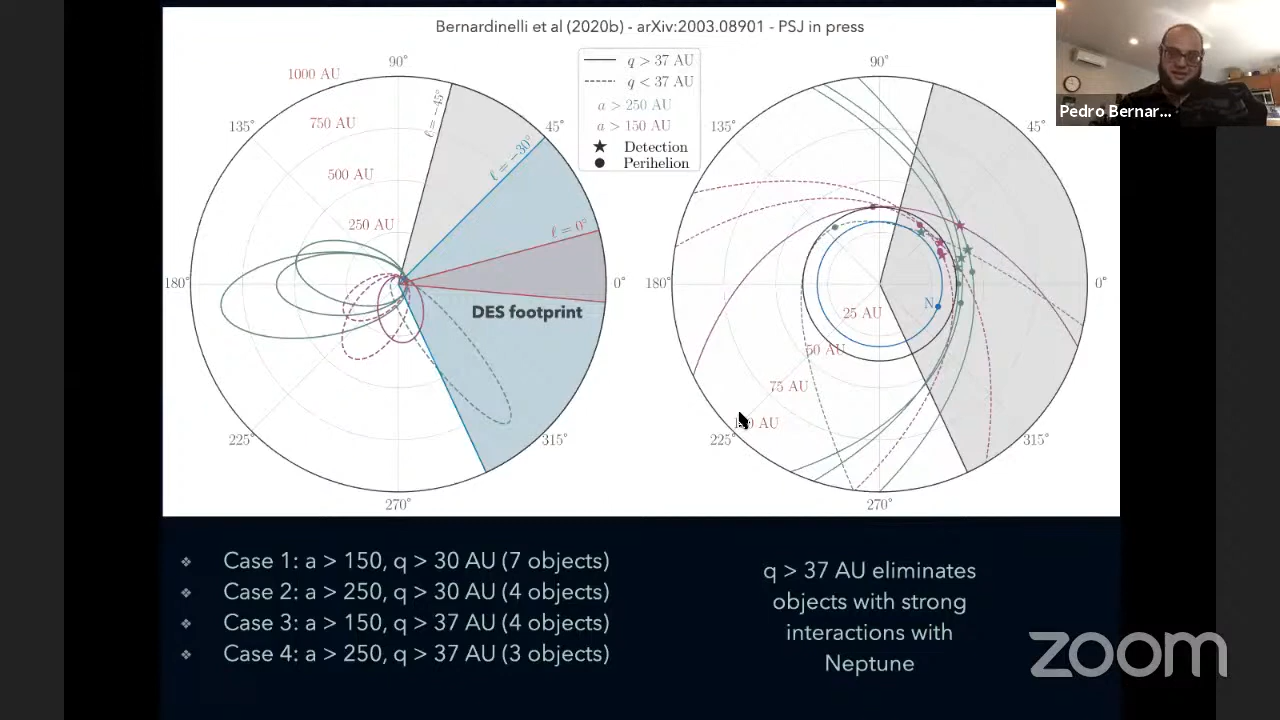 Bernardinelli et al (2020b) - arXiv:2003.08901 - PSJ in press
Pedro Bernar...
1000 AU
750 AU
500 AU
250 AU
90°
45°
0°
315°
270°
225°
180°
135°
ℓ = −45°
ℓ = −30°
ℓ = 0°
DES footprint
q > 37 AU
q < 37 AU
a > 250 AU
a > 150 AU
Detection
Perihelion
90°
45°
0°
315°
270°
225°
180°
135°
N
25 AU
50 AU
75 AU
AU
Case 1: a > 150, q > 30 AU (7 objects)
Case 2: a > 250, q > 30 AU (4 objects)
Case 3: a > 150, q > 37 AU (4 objects)
Case 4: a > 250, q > 37 AU (3 objects)
q > 37 AU eliminates
objects with strong
interactions with
Neptune
zoom